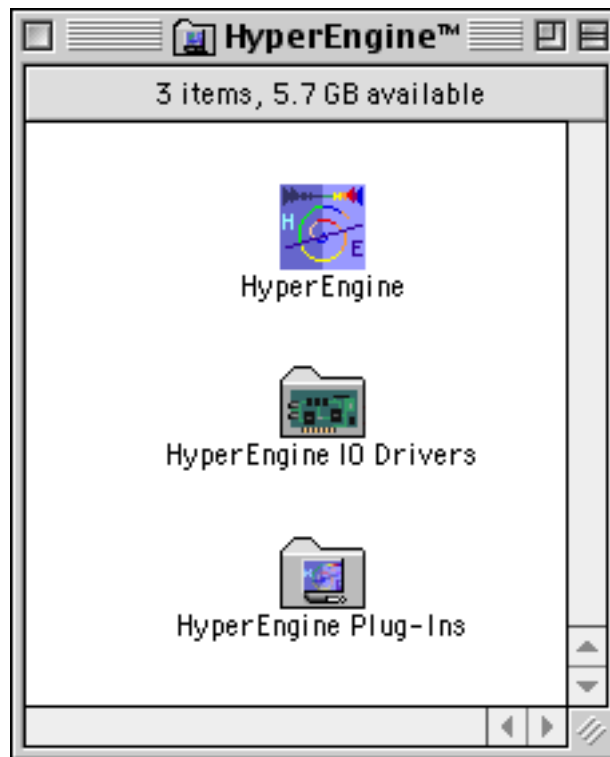 HyperEngine™
3 items, 5.7 GB available
H
E
HyperEngine
HyperEngine IO Drivers
HyperEngine Plug-Ins